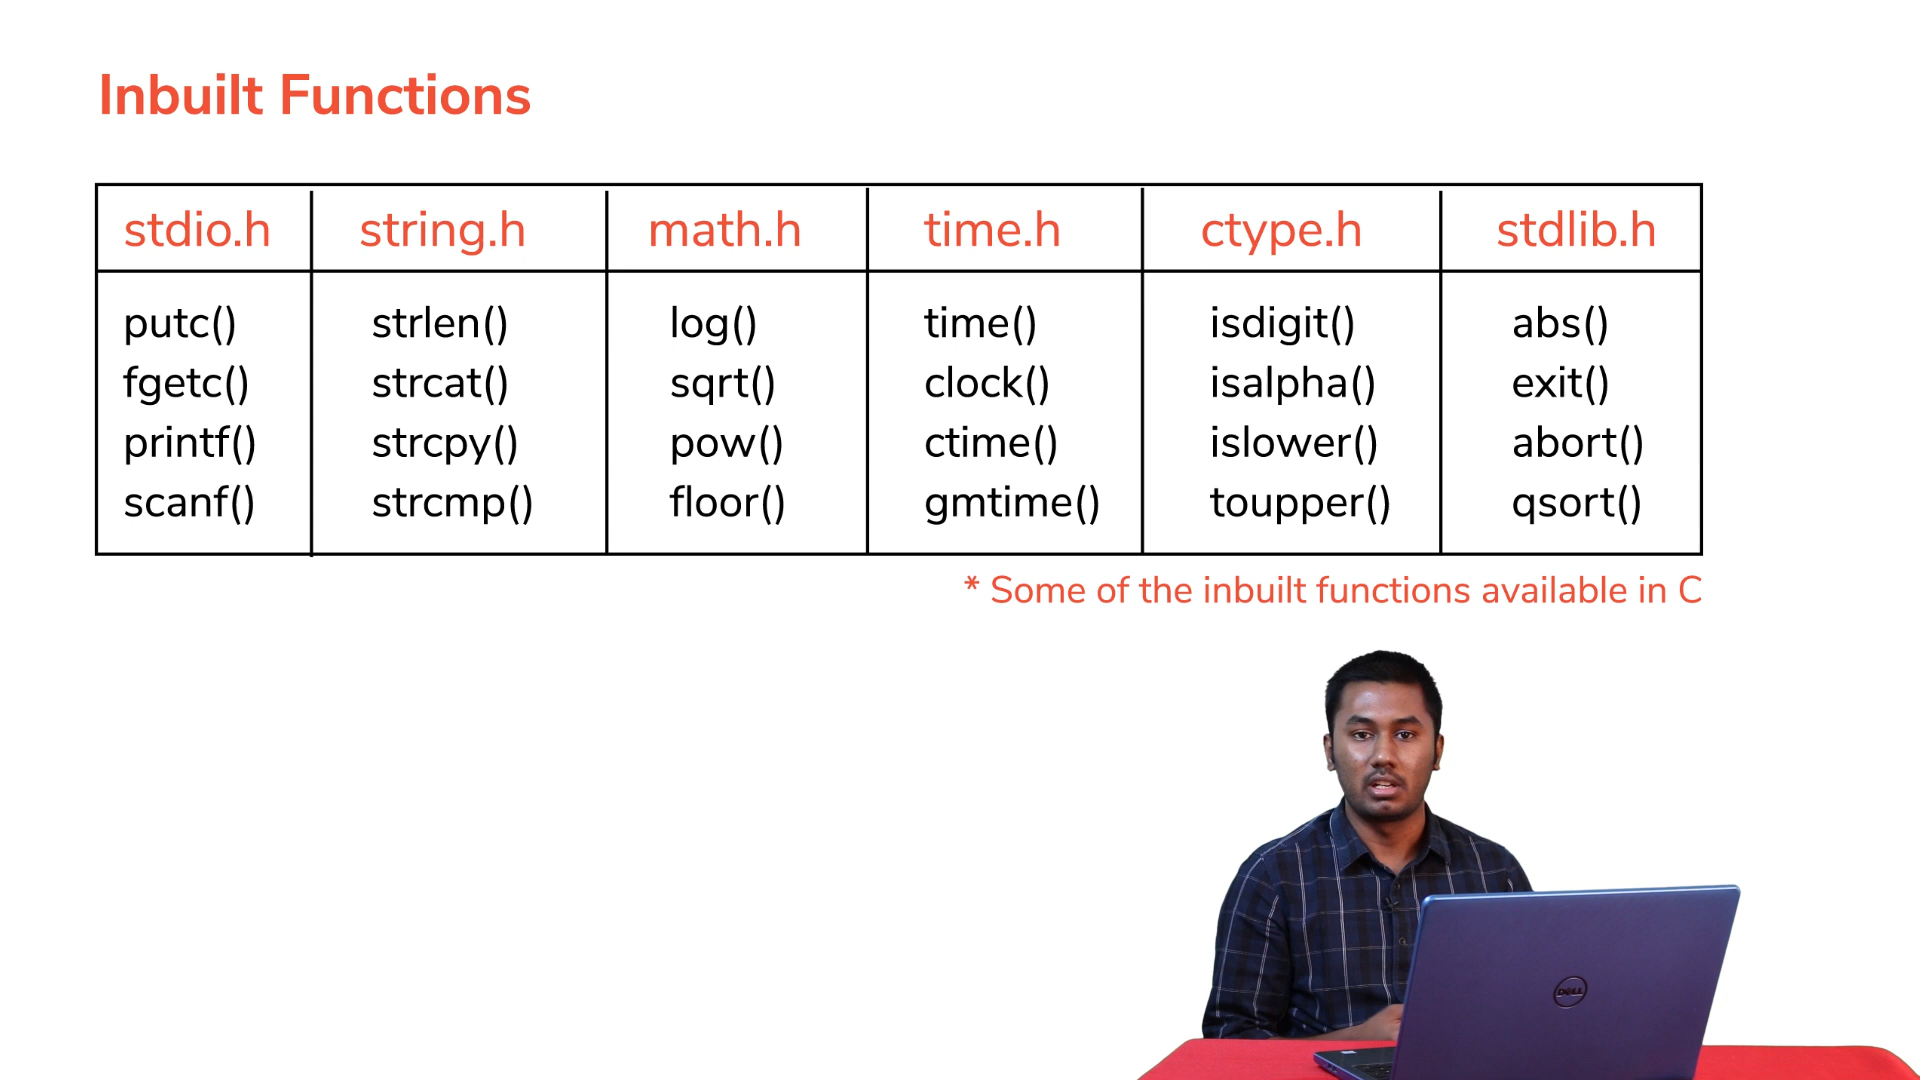 Inbuilt Functions
stdio.h string.h math.h time.h ctype.h stdlib.h
putc() strlen() log() time() isdigit() abs()
fgetc() strcat() sqrt() clock() isalpha() exit()
printf() strcpy() pow() ctime() islower() abort()
scanf() strcmp() floor() gmtime() toupper() qsort()
* Some of the inbuilt functions available in C
DELL